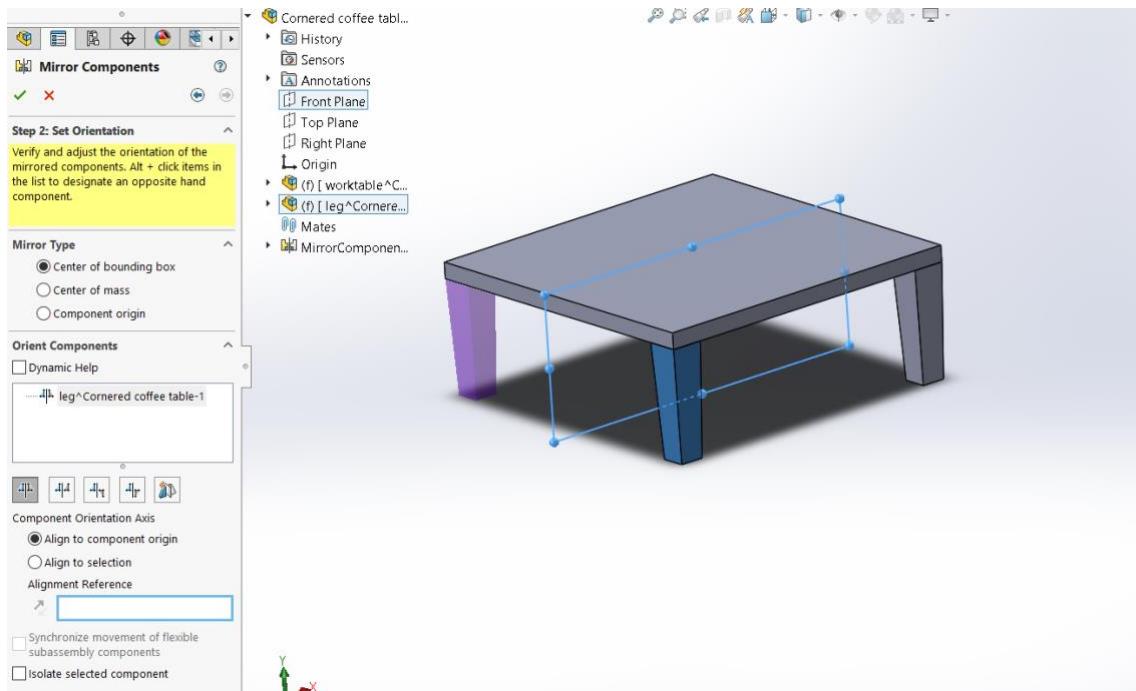 Mirror Components
Step 2: Set Orientation
Verify and adjust the orientation of the
mirrored components. Alt + click items in
the list to designate an opposite hand
component.
Mirror Type
Center of bounding box
Center of mass
Component origin
Orient Components
Dynamic Help
leg^Cornered coffee table-1
Component Orientation Axis
Align to component origin
Align to selection
Alignment Reference
Synchronize movement of flexible
subassembly components
Isolate selected component
Cornered coffee tabl...
History
Sensors
A Annotations
Front Plane
Top Plane
Right Plane
Origin
(f) [ worktable^C...
(f) [ leg^Cornere...
Mates
MirrorComponen...
Y
X